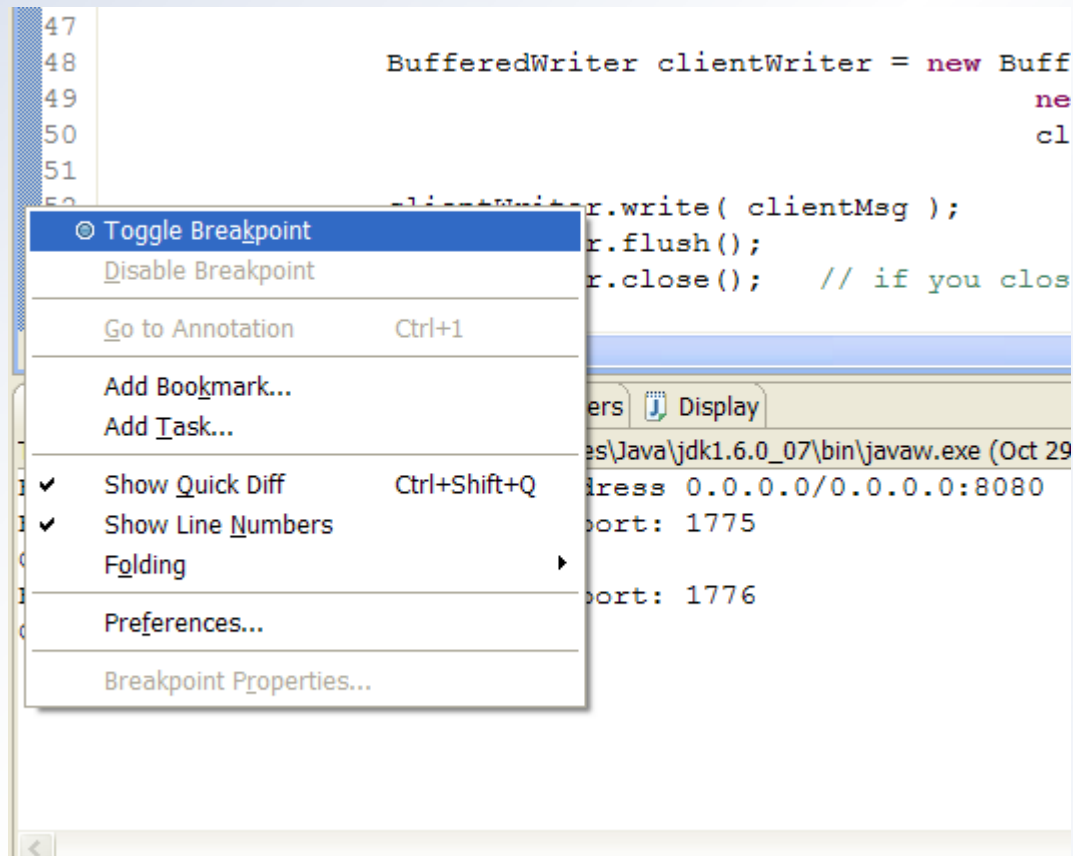 47
48 BufferedWriter clientWriter = new Buff
49 ne
50 cl
51
52 clientWriter.write( clientMsg );
Toggle Breakpoint r.flush();
Disable Breakpoint r.close(); // if you clos
Go to Annotation Ctrl+1
Add Bookmark...
Add Task...
Show Quick Diff Ctrl+Shift+Q
Show Line Numbers
Folding
Preferences...
Breakpoint Properties...
ers Display
es\Java\jdk1.6.0_07\bin\javaw.exe (Oct 29
dress 0.0.0.0/0.0.0.0:8080
port: 1775
port: 1776